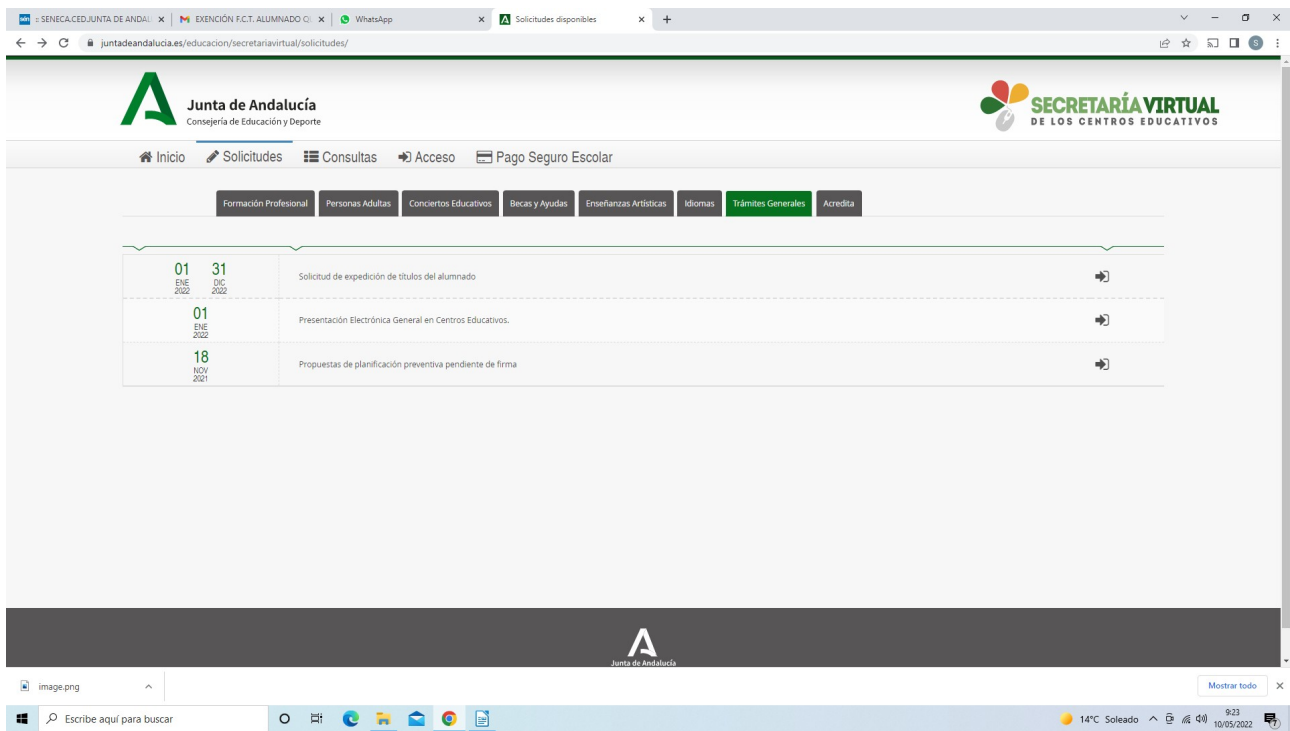 :: SENECA.CED.JUNTA DE ANDAL
EXENCIÓN F.C.T. ALUMNADO Q
WhatsApp
Solicitudes disponibles
juntadeandalucia.es/educacion/secretariavirtual/solicitudes/
S
Junta de Andalucía
Consejería de Educación y Deporte
SECRETARÍA VIRTUAL
DE LOS CENTROS EDUCATIVOS
Inicio Solicitudes Consultas Acceso Pago Seguro Escolar
Formación Profesional Personas Adultas Conciertos Educativos Becas y Ayudas Enseñanzas Artísticas Idiomas Trámites Generales Acredita
01 31
ENE DIC
2022 2022
Solicitud de expedición de títulos del alumnado
01
ENE
2022
Presentación Electrónica General en Centros Educativos.
18
NOV
2021
Propuestas de planificación preventiva pendiente de firma
Junta de Andalucía
image.png
Mostrar todo
Escribe aquí para buscar
14°C Soleado
9:23
10/05/2022